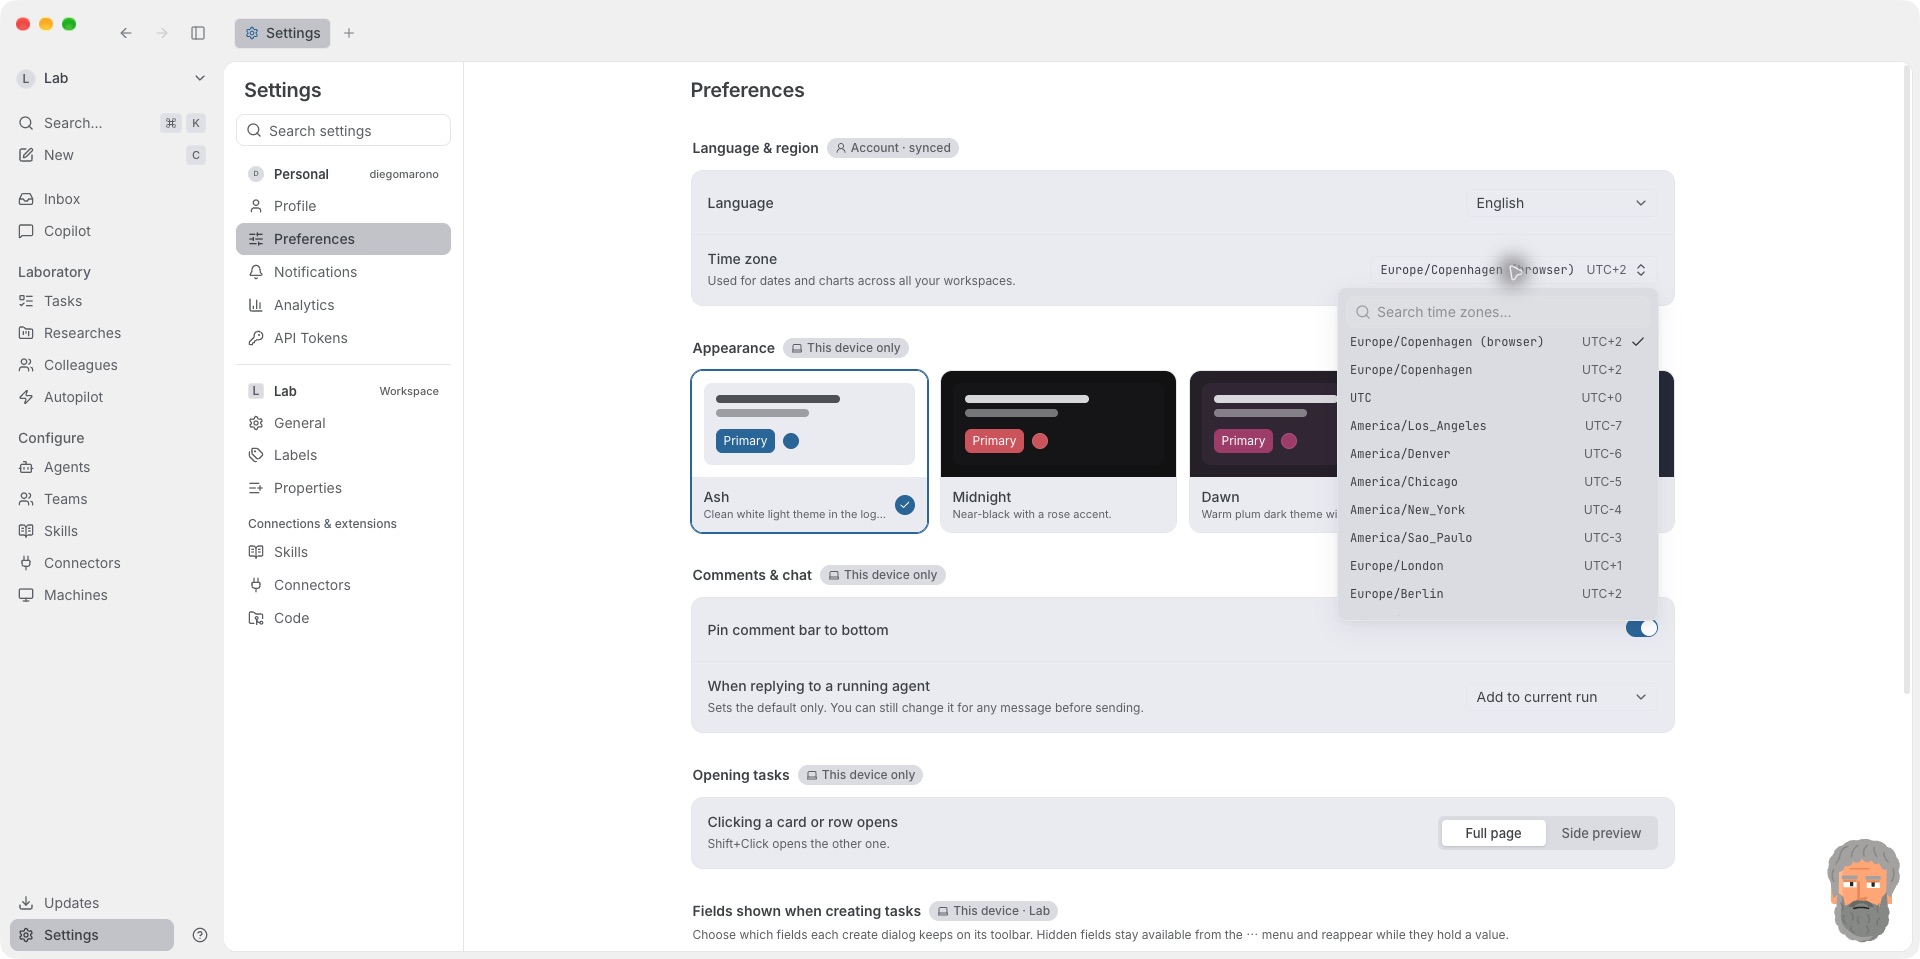 Settings
L Lab
Search... ⌘ K
New C
Inbox
Copilot
Laboratory
Tasks
Researches
Colleagues
Autopilot
Configure
Agents
Teams
Skills
Connectors
Machines
Updates
Settings
Settings
Search settings
D Personal diegomarono
Profile
Preferences
Notifications
Analytics
API Tokens
L Lab Workspace
General
Labels
Properties
Connections & extensions
Skills
Connectors
Code
Preferences
Language & region Account · synced
Language English
Time zone
Used for dates and charts across all your workspaces.
Europe/Copenhagen (browser) UTC+2
Search time zones...
Europe/Copenhagen (browser) UTC+2
Europe/Copenhagen UTC+2
UTC UTC+0
America/Los_Angeles UTC-7
America/Denver UTC-6
America/Chicago UTC-5
America/New_York UTC-4
America/Sao_Paulo UTC-3
Europe/London UTC+1
Europe/Berlin UTC+2
Appearance This device only
Primary
Ash
Clean white light theme in the log...
Primary
Midnight
Near-black with a rose accent.
Primary
Dawn
Warm plum dark theme wi
Comments & chat This device only
Pin comment bar to bottom
When replying to a running agent
Sets the default only. You can still change it for any message before sending.
Add to current run
Opening tasks This device only
Clicking a card or row opens
Shift+Click opens the other one.
Full page Side preview
Fields shown when creating tasks This device · Lab
Choose which fields each create dialog keeps on its toolbar. Hidden fields stay available from the ··· menu and reappear while they hold a value.